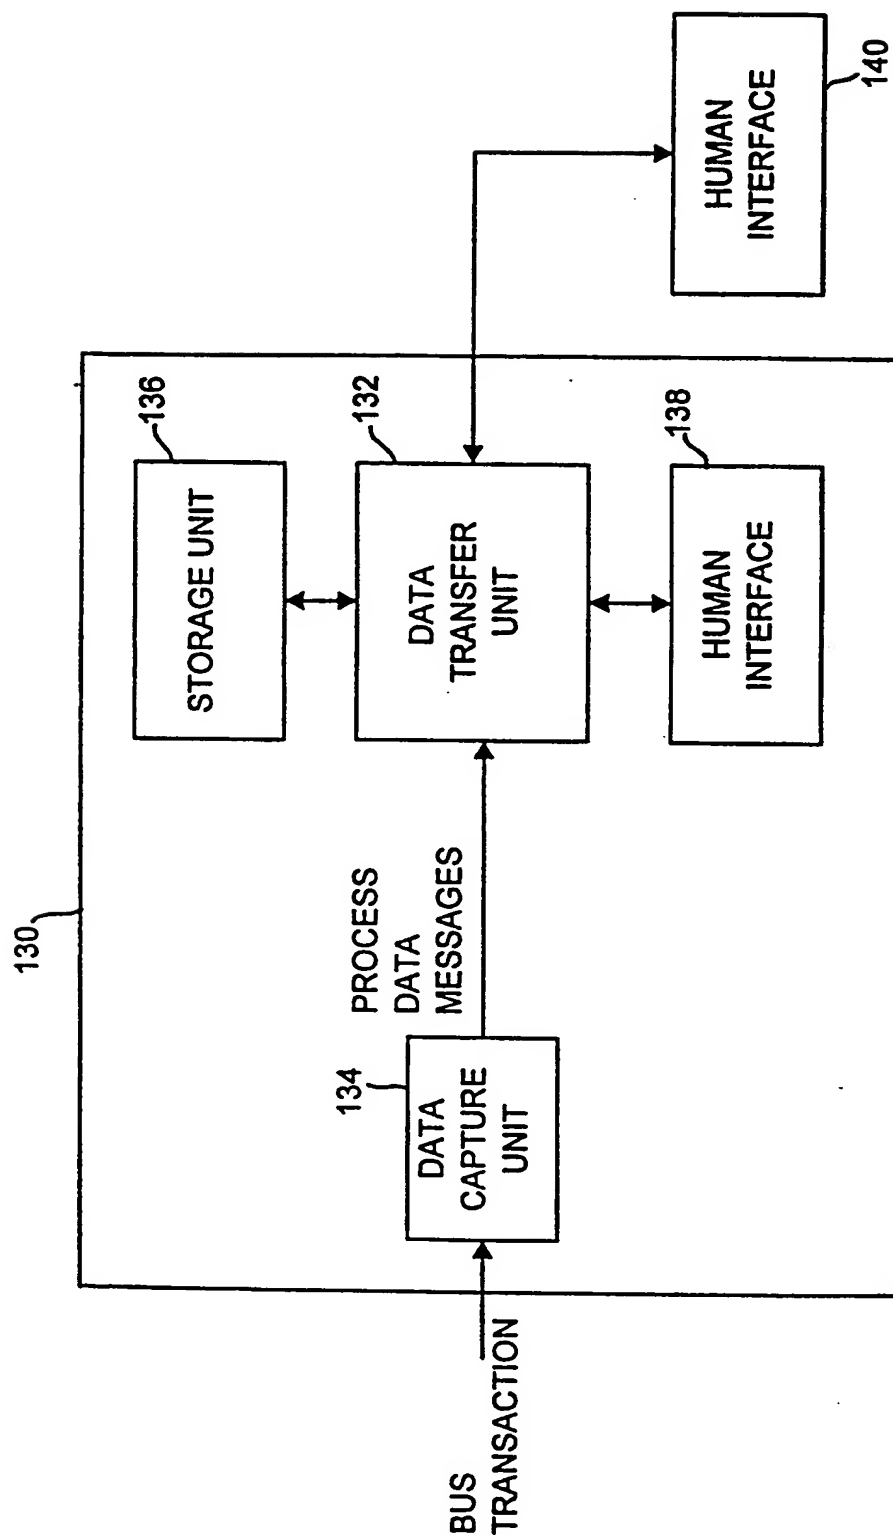 130
136
STORAGE UNIT
132
DATA
TRANSFER
UNIT
138
HUMAN
INTERFACE
140
HUMAN
INTERFACE
134
DATA
CAPTURE
UNIT
PROCESS
DATA
MESSAGES
BUS
TRANSACTION